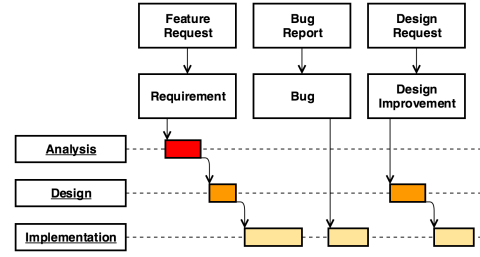 Feature
Request
Bug
Report
Design
Request
Requirement
Bug
Design
Improvement
Analysis
Design
Implementation